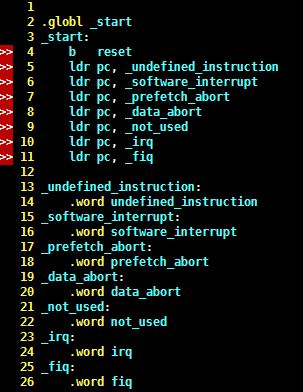 1
2 .globl _start
3 _start:
>> 4     b   reset
>> 5     ldr pc, _undefined_instruction
>> 6     ldr pc, _software_interrupt
>> 7     ldr pc, _prefetch_abort
>> 8     ldr pc, _data_abort
>> 9     ldr pc, _not_used
>> 10     ldr pc, _irq
>> 11     ldr pc, _fiq
12
13 _undefined_instruction:
14     .word undefined_instruction
15 _software_interrupt:
16     .word software_interrupt
17 _prefetch_abort:
18     .word prefetch_abort
19 _data_abort:
20     .word data_abort
21 _not_used:
22     .word not_used
23 _irq:
24     .word irq
25 _fiq:
26     .word fiq